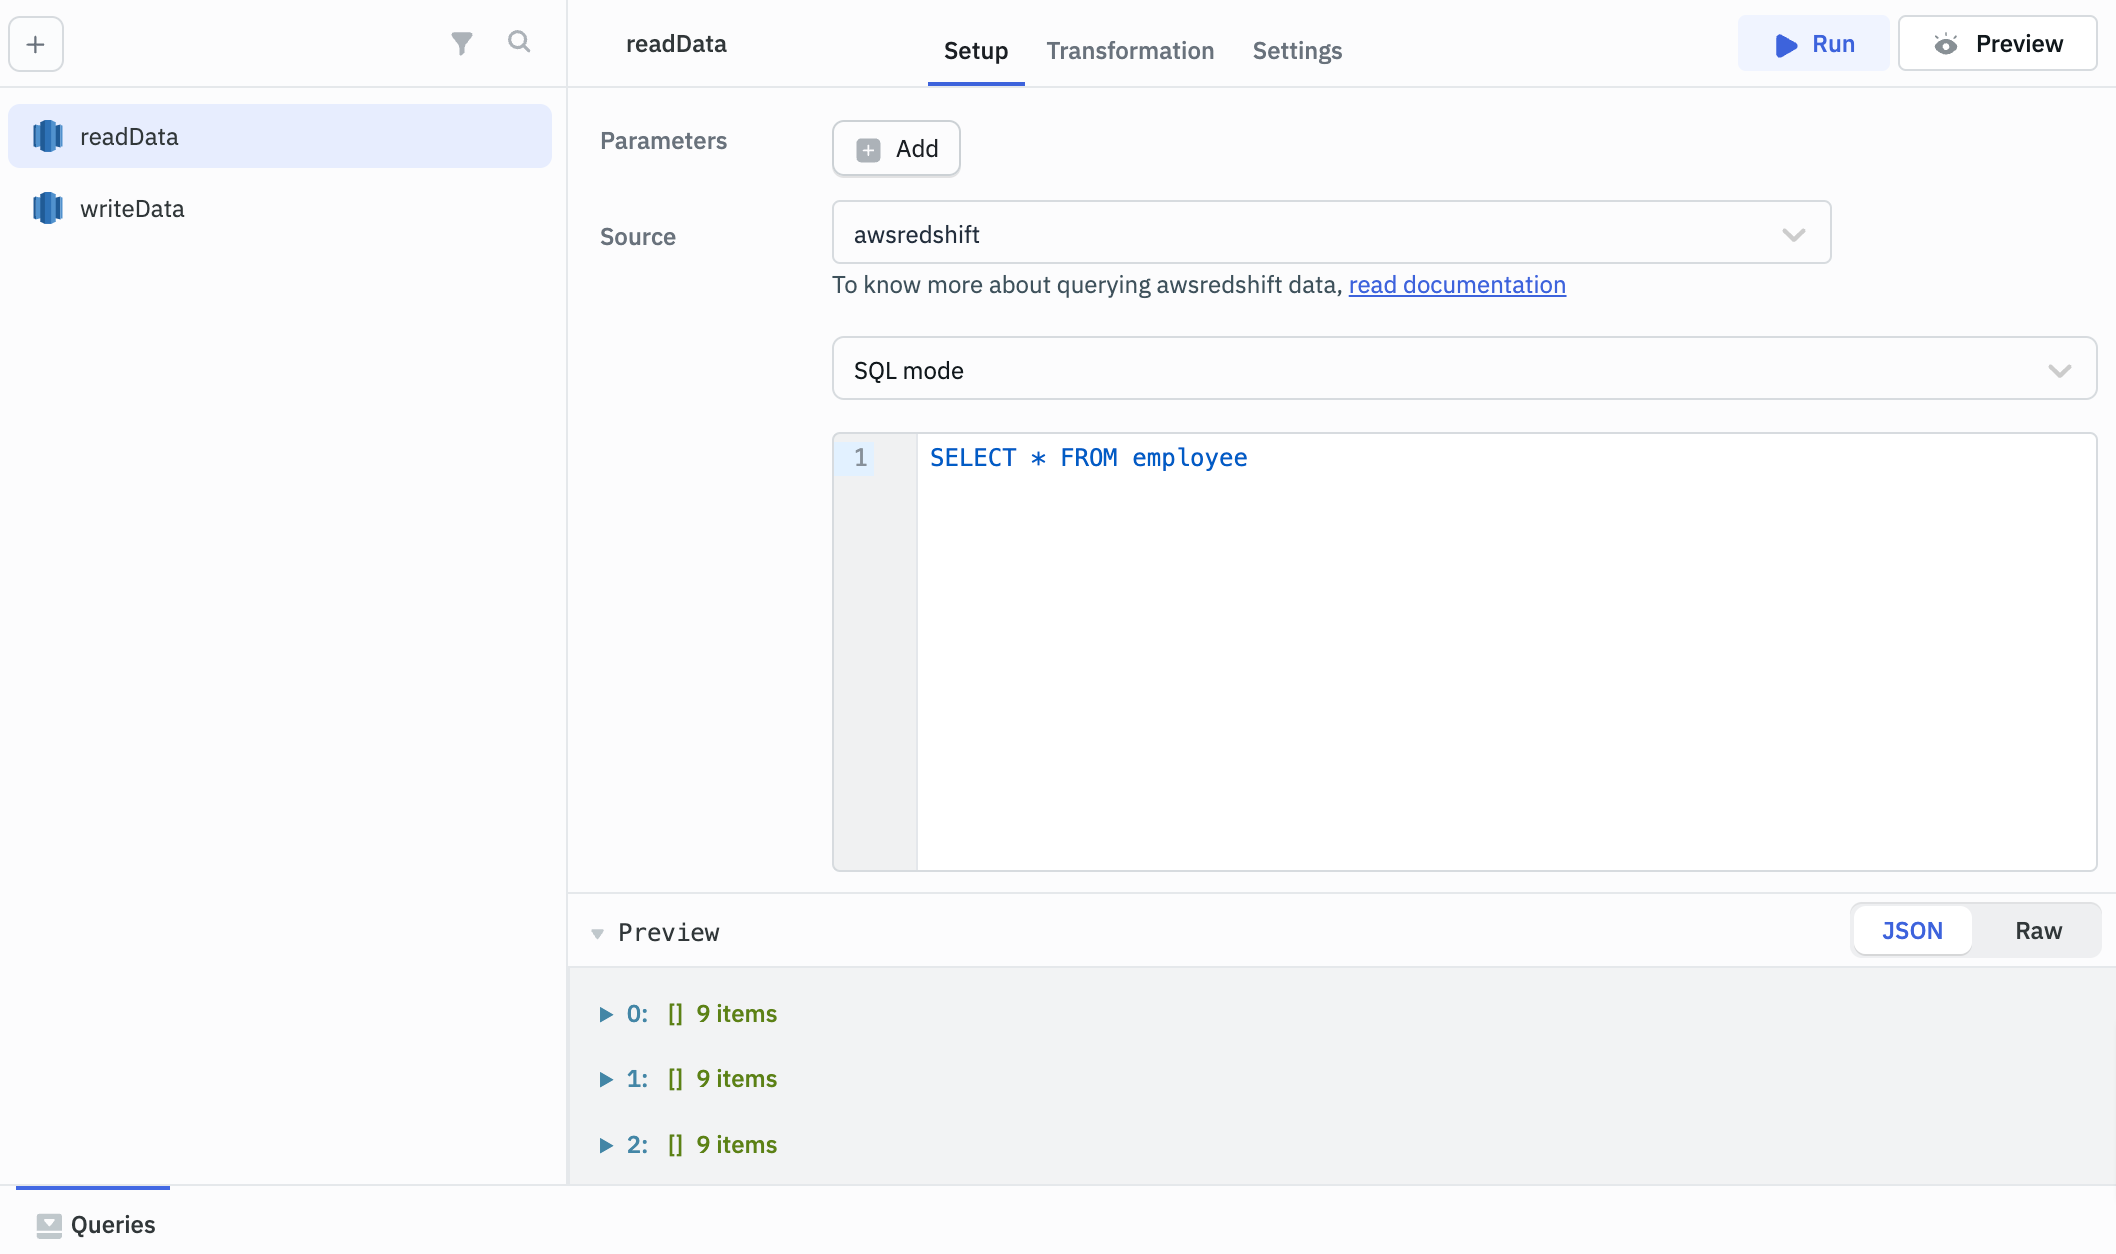 readData
writeData
readData
Setup
Transformation
Settings
Run
Preview
Parameters
Add
Source
awsredshift
To know more about querying awsredshift data, read documentation
SQL mode
1
SELECT * FROM employee
Preview
JSON
Raw
0: [] 9 items
1: [] 9 items
2: [] 9 items
Queries